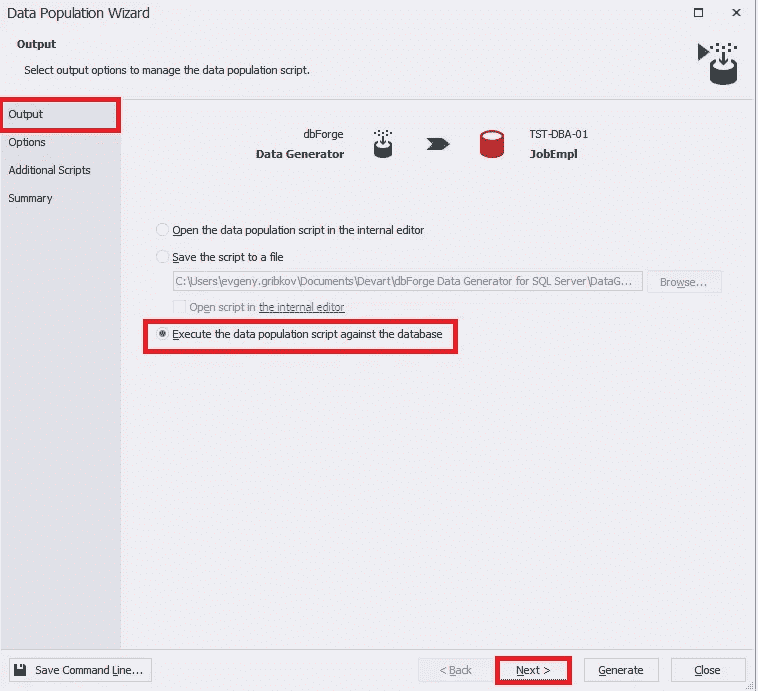 Data Population Wizard
Output
Select output options to manage the data population script.
Output
Options
Additional Scripts
Summary
dbForge
Data Generator
TST-DBA-01
JobEmpl
Open the data population script in the internal editor
Save the script to a file
C:\Users\evgeny.gribkov\Documents\Devart\dbForge Data Generator for SQL Server\DataG...
Browse...
Open script in the internal editor
Execute the data population script against the database
Save Command Line...
< Back
Next >
Generate
Close